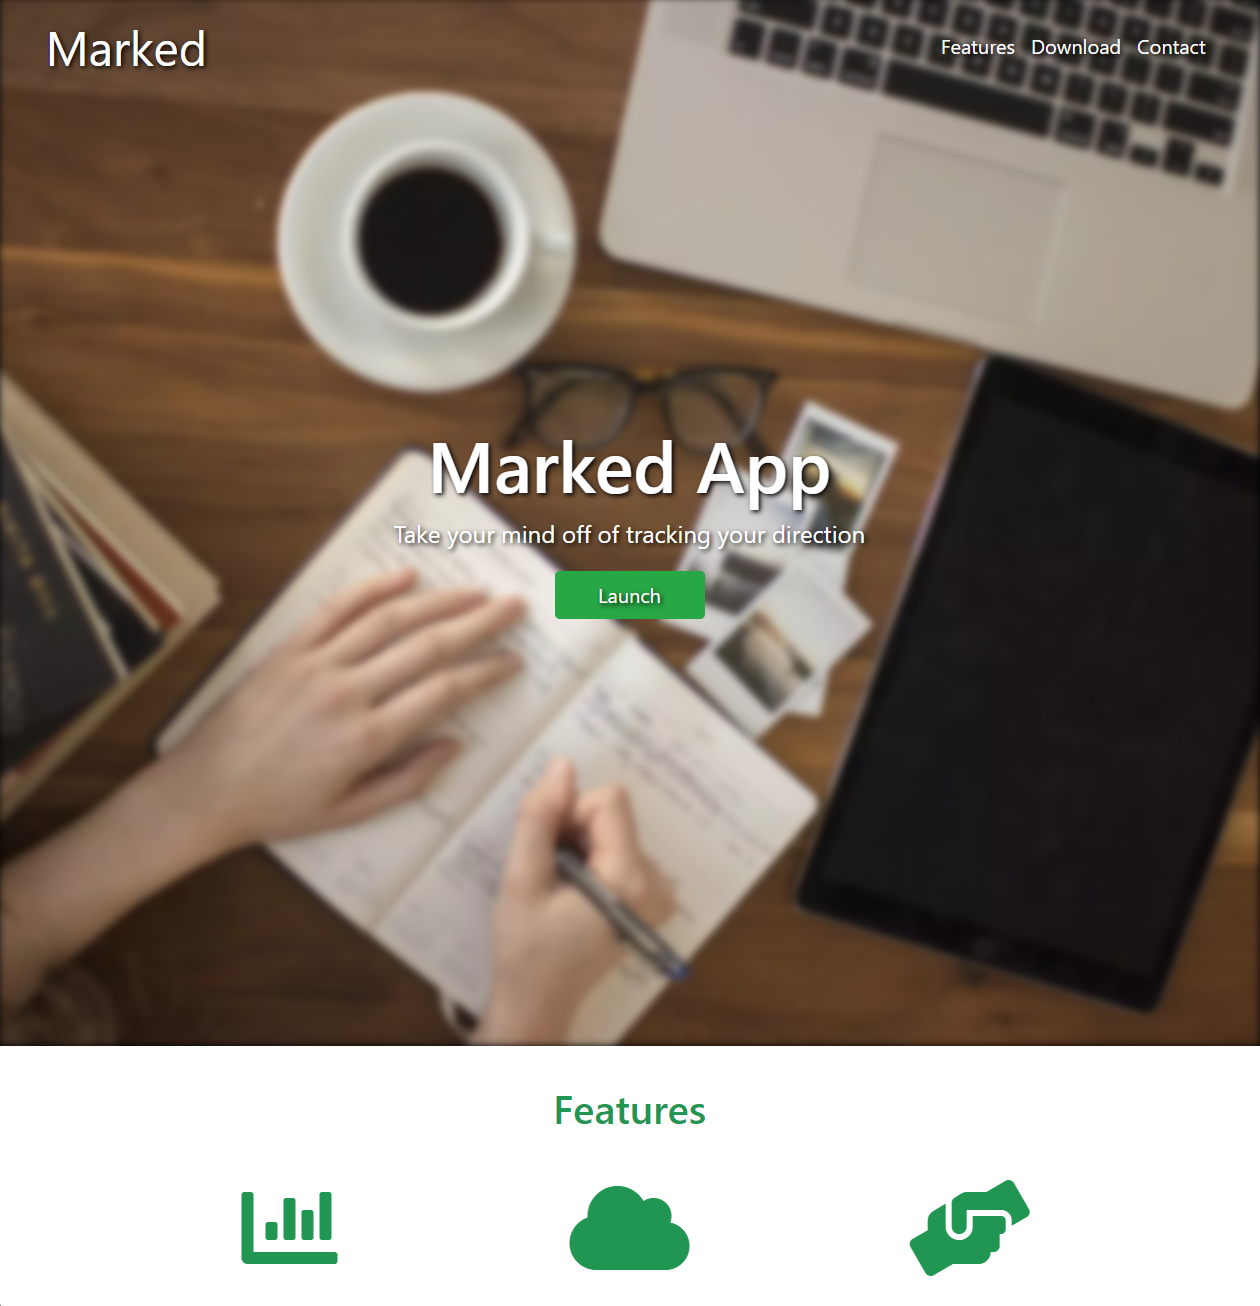 Marked
Features Download Contact
Marked App
Take your mind off of tracking your direction
Launch
Features